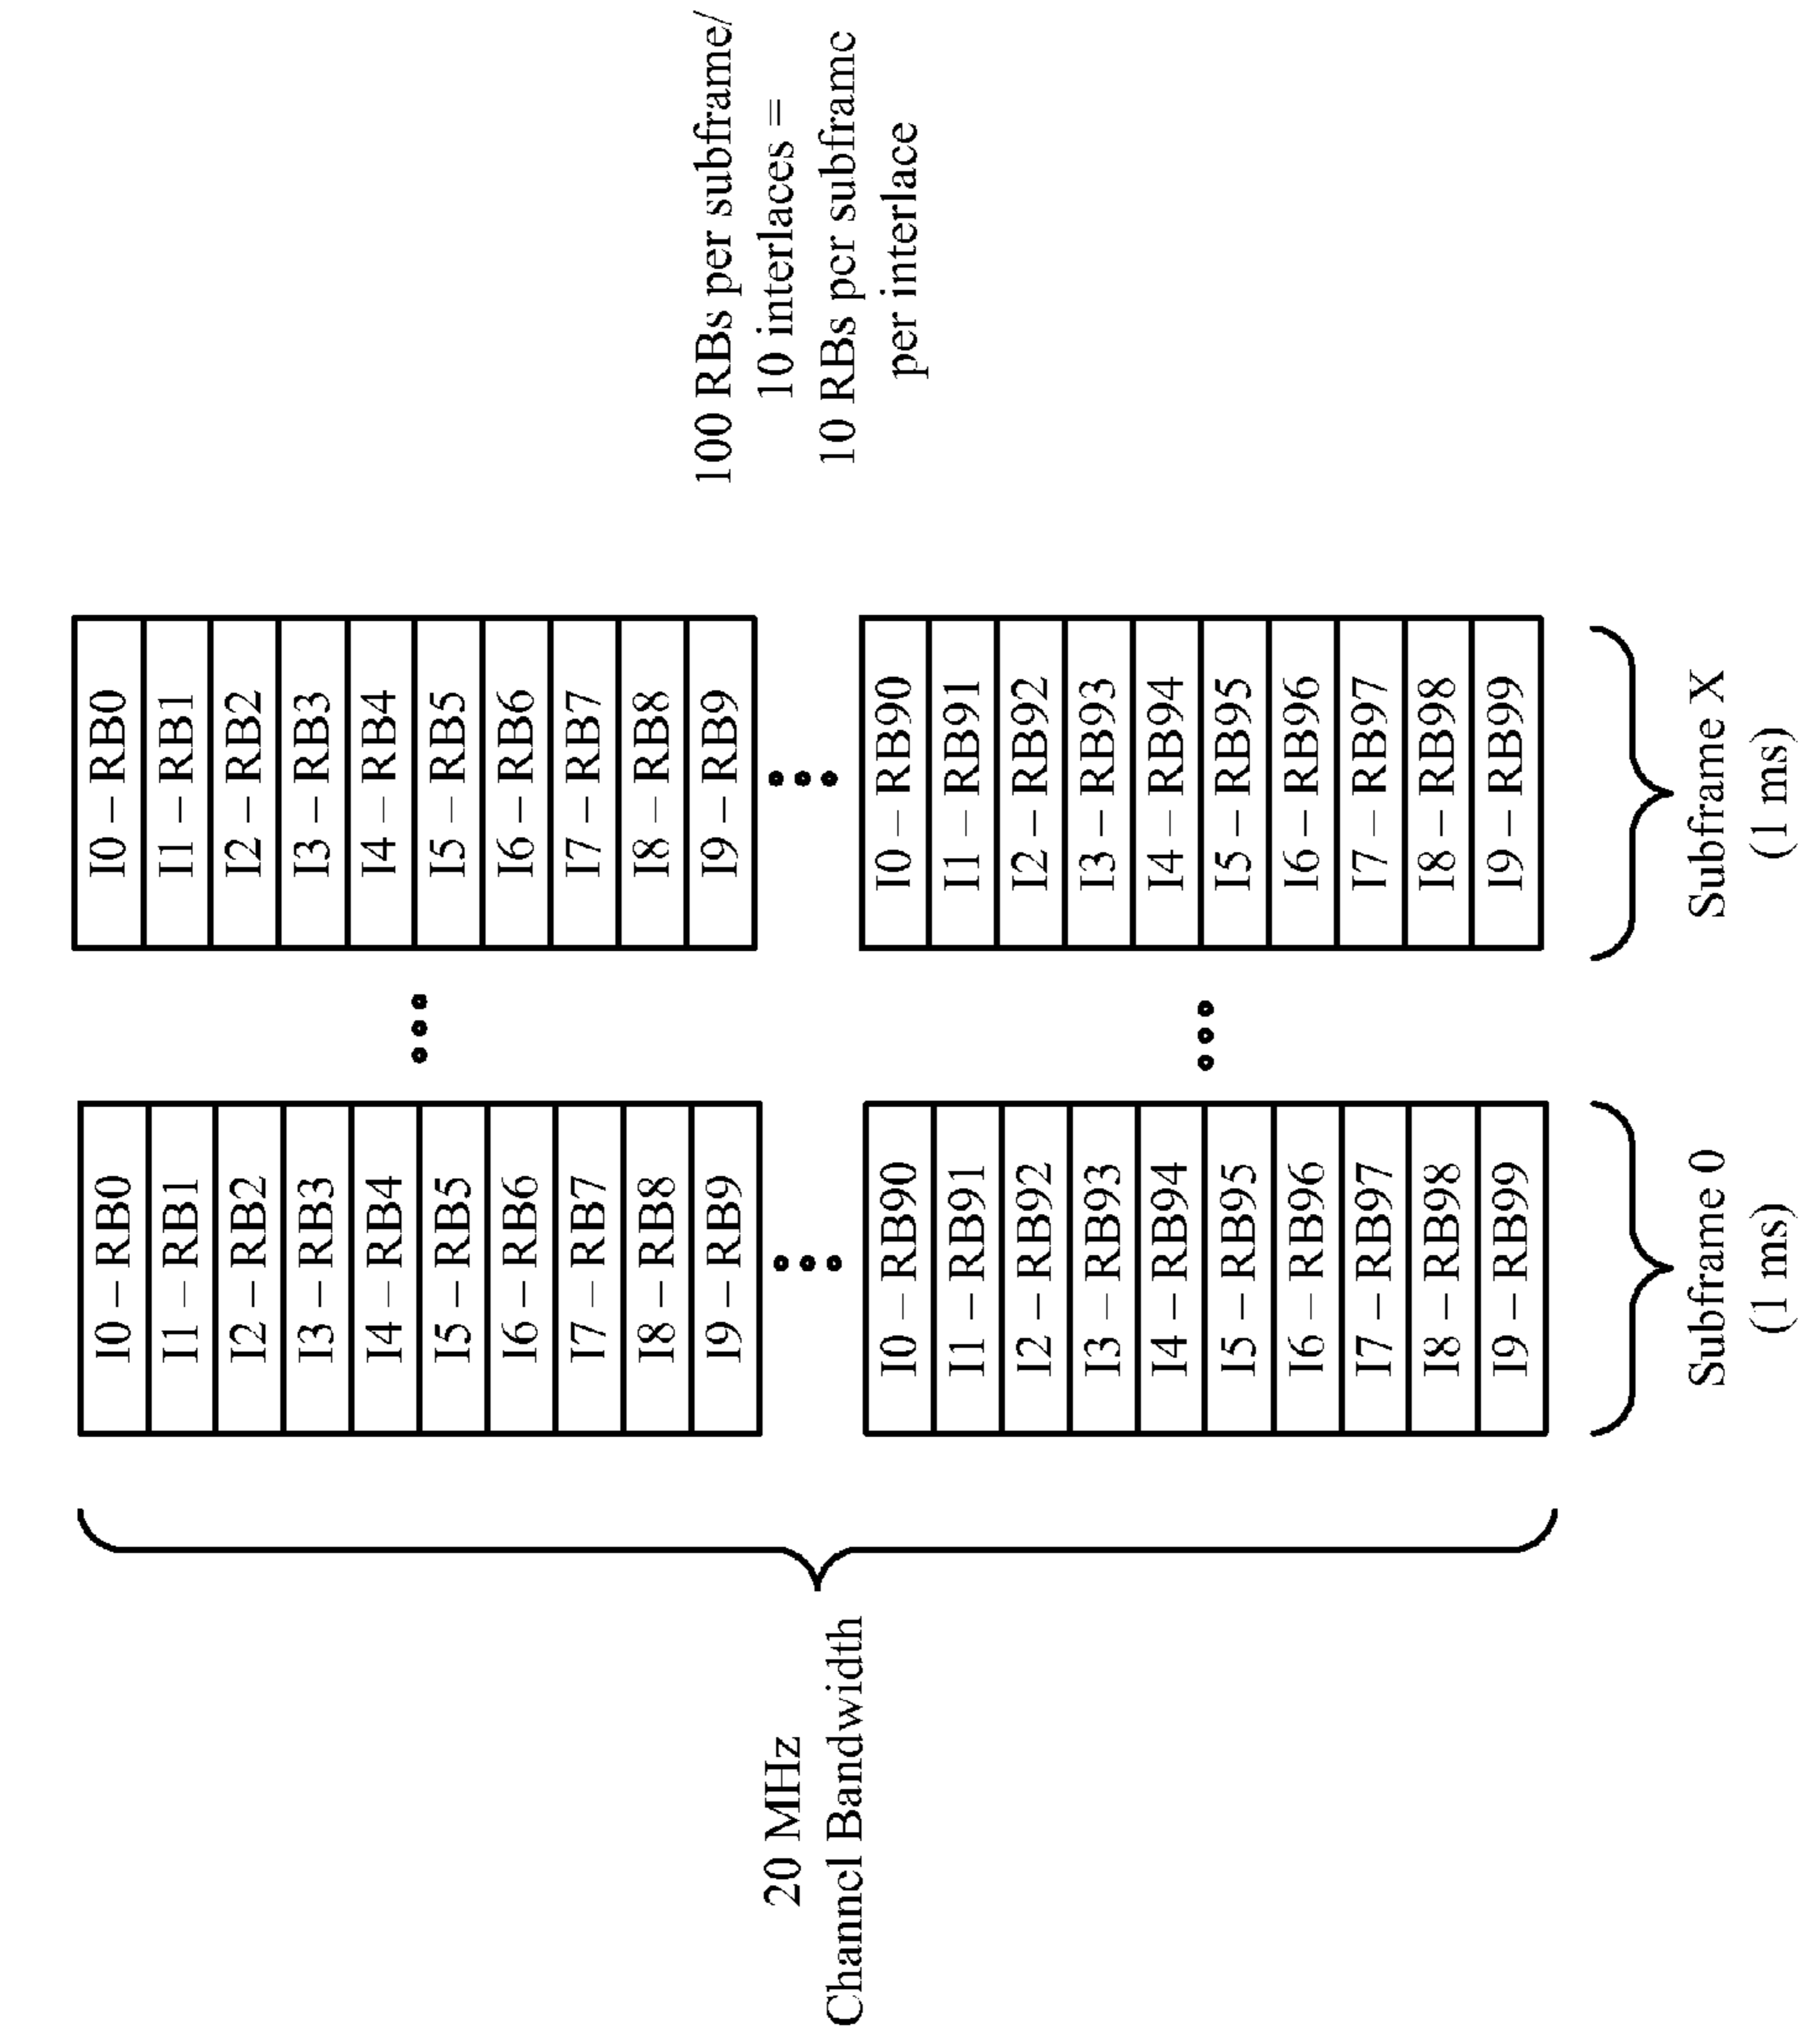 20 MHz
Channel Bandwidth
I0 – RB0
I1 – RB1
I2 – RB2
I3 – RB3
I4 – RB4
I5 – RB5
I6 – RB6
I7 – RB7
I8 – RB8
I9 – RB9
I0 – RB90
I1 – RB91
I2 – RB92
I3 – RB93
I4 – RB94
I5 – RB95
I6 – RB96
I7 – RB97
I8 – RB98
I9 – RB99
Subframe 0
(1 ms)
I0 – RB0
I1 – RB1
I2 – RB2
I3 – RB3
I4 – RB4
I5 – RB5
I6 – RB6
I7 – RB7
I8 – RB8
I9 – RB9
I0 – RB90
I1 – RB91
I2 – RB92
I3 – RB93
I4 – RB94
I5 – RB95
I6 – RB96
I7 – RB97
I8 – RB98
I9 – RB99
Subframe X
(1 ms)
100 RBs per subframe/
10 interlaces =
10 RBs per subframe
per interlace